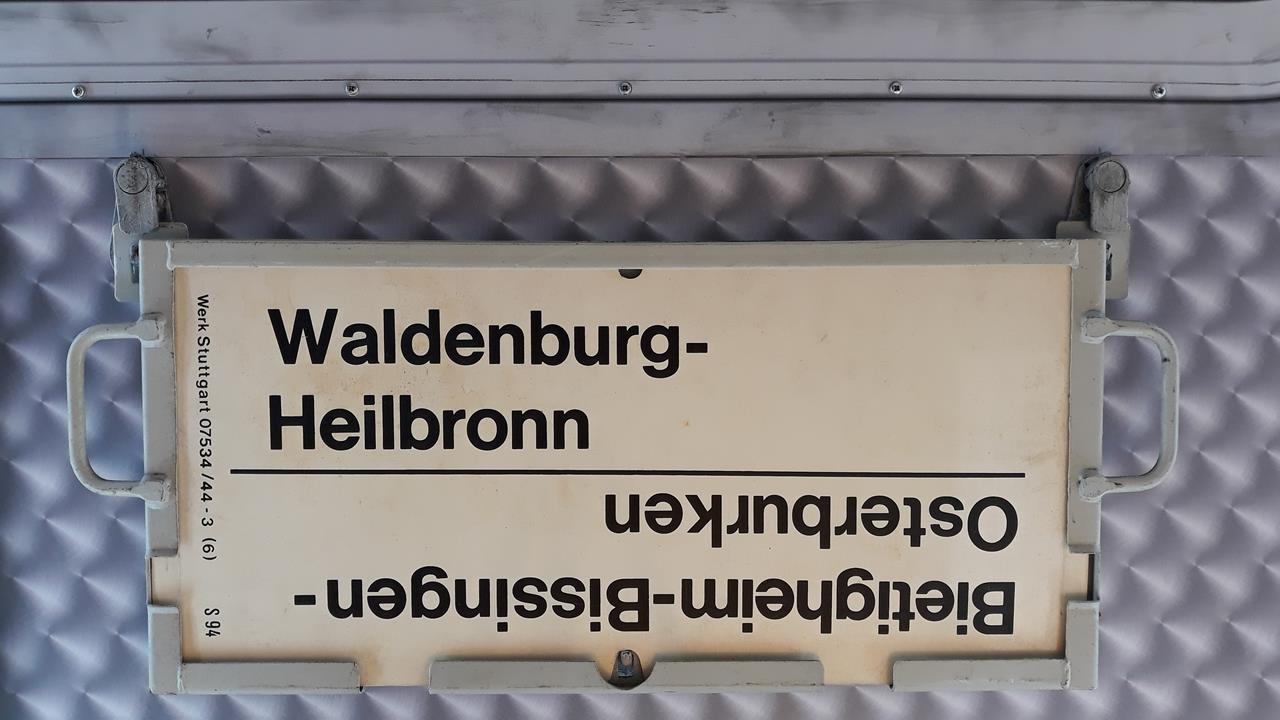 Waldenburg-
Heilbronn
Bietigheim-Bissingen-
Osterburken
Werk Stuttgart 07534/44 - 3 (6) S 94